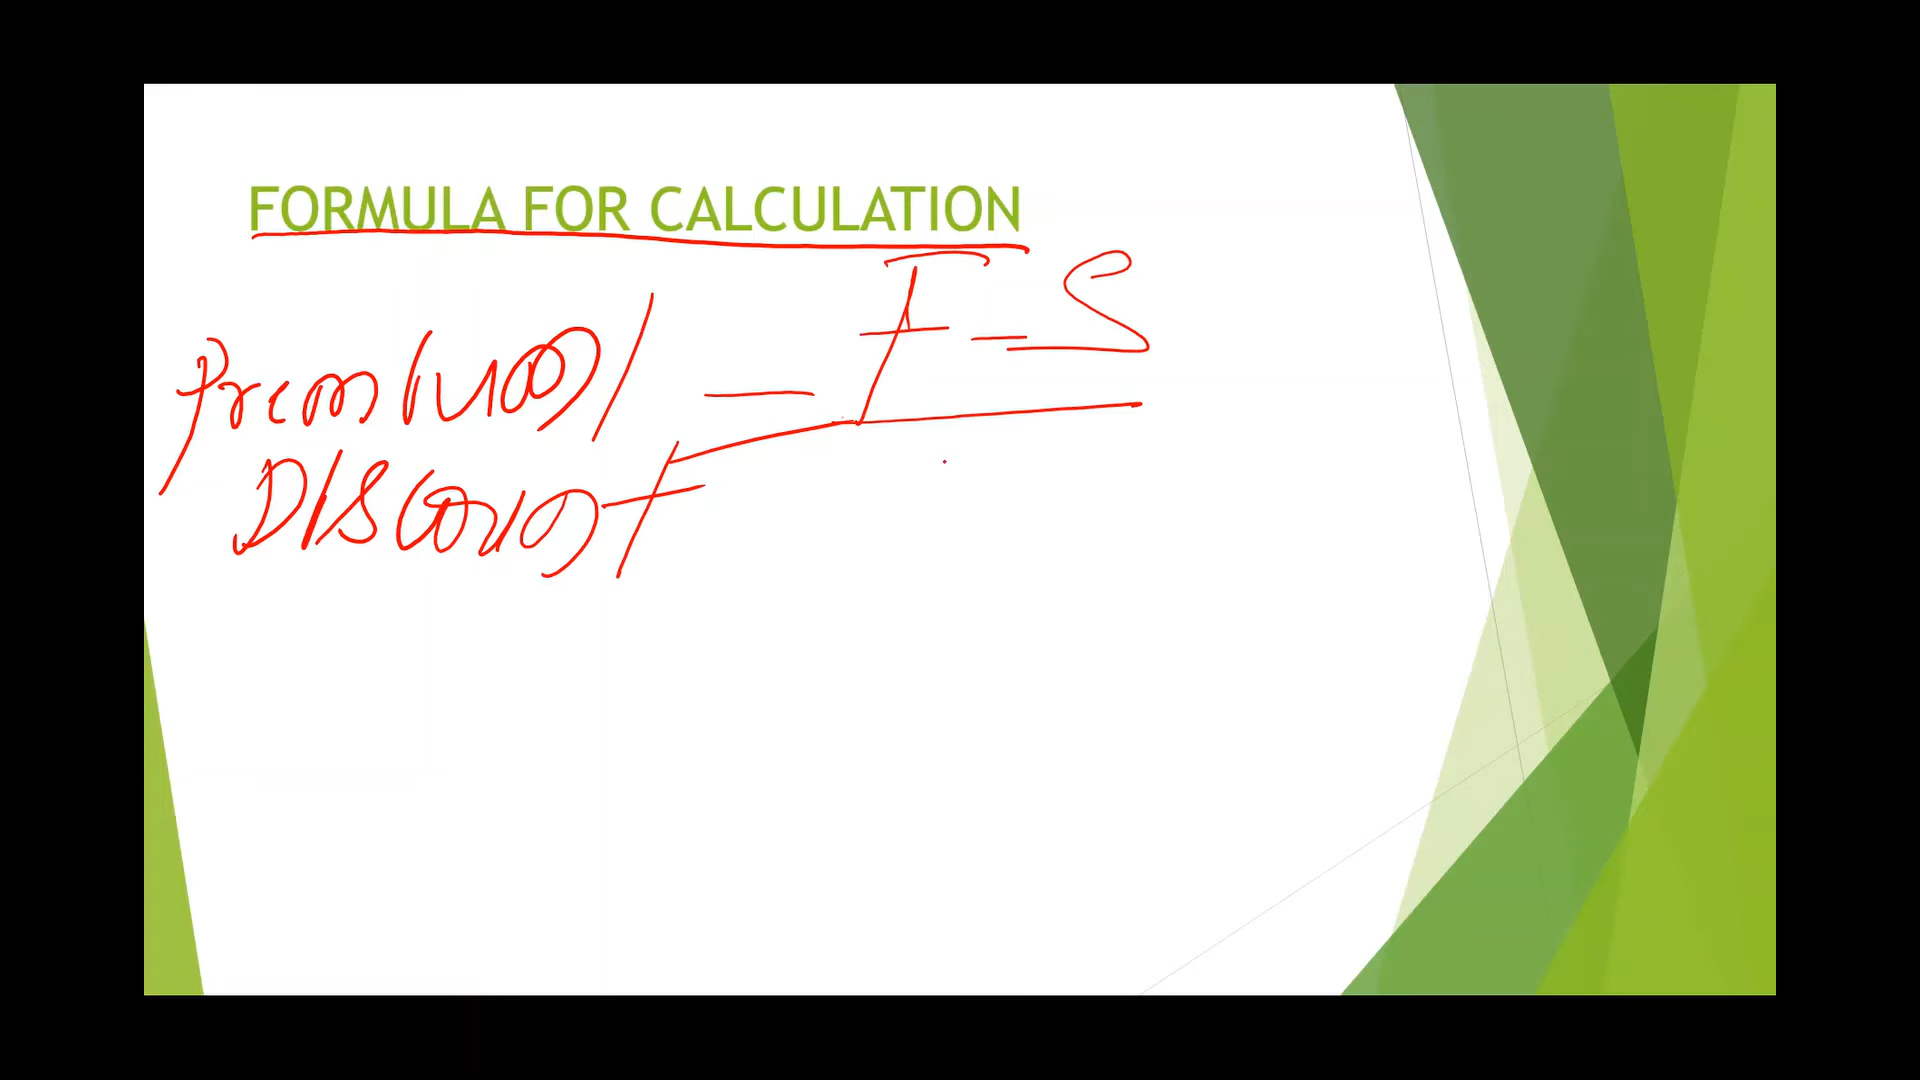 FORMULA FOR CALCULATION
Premium/ — F - S
Discount